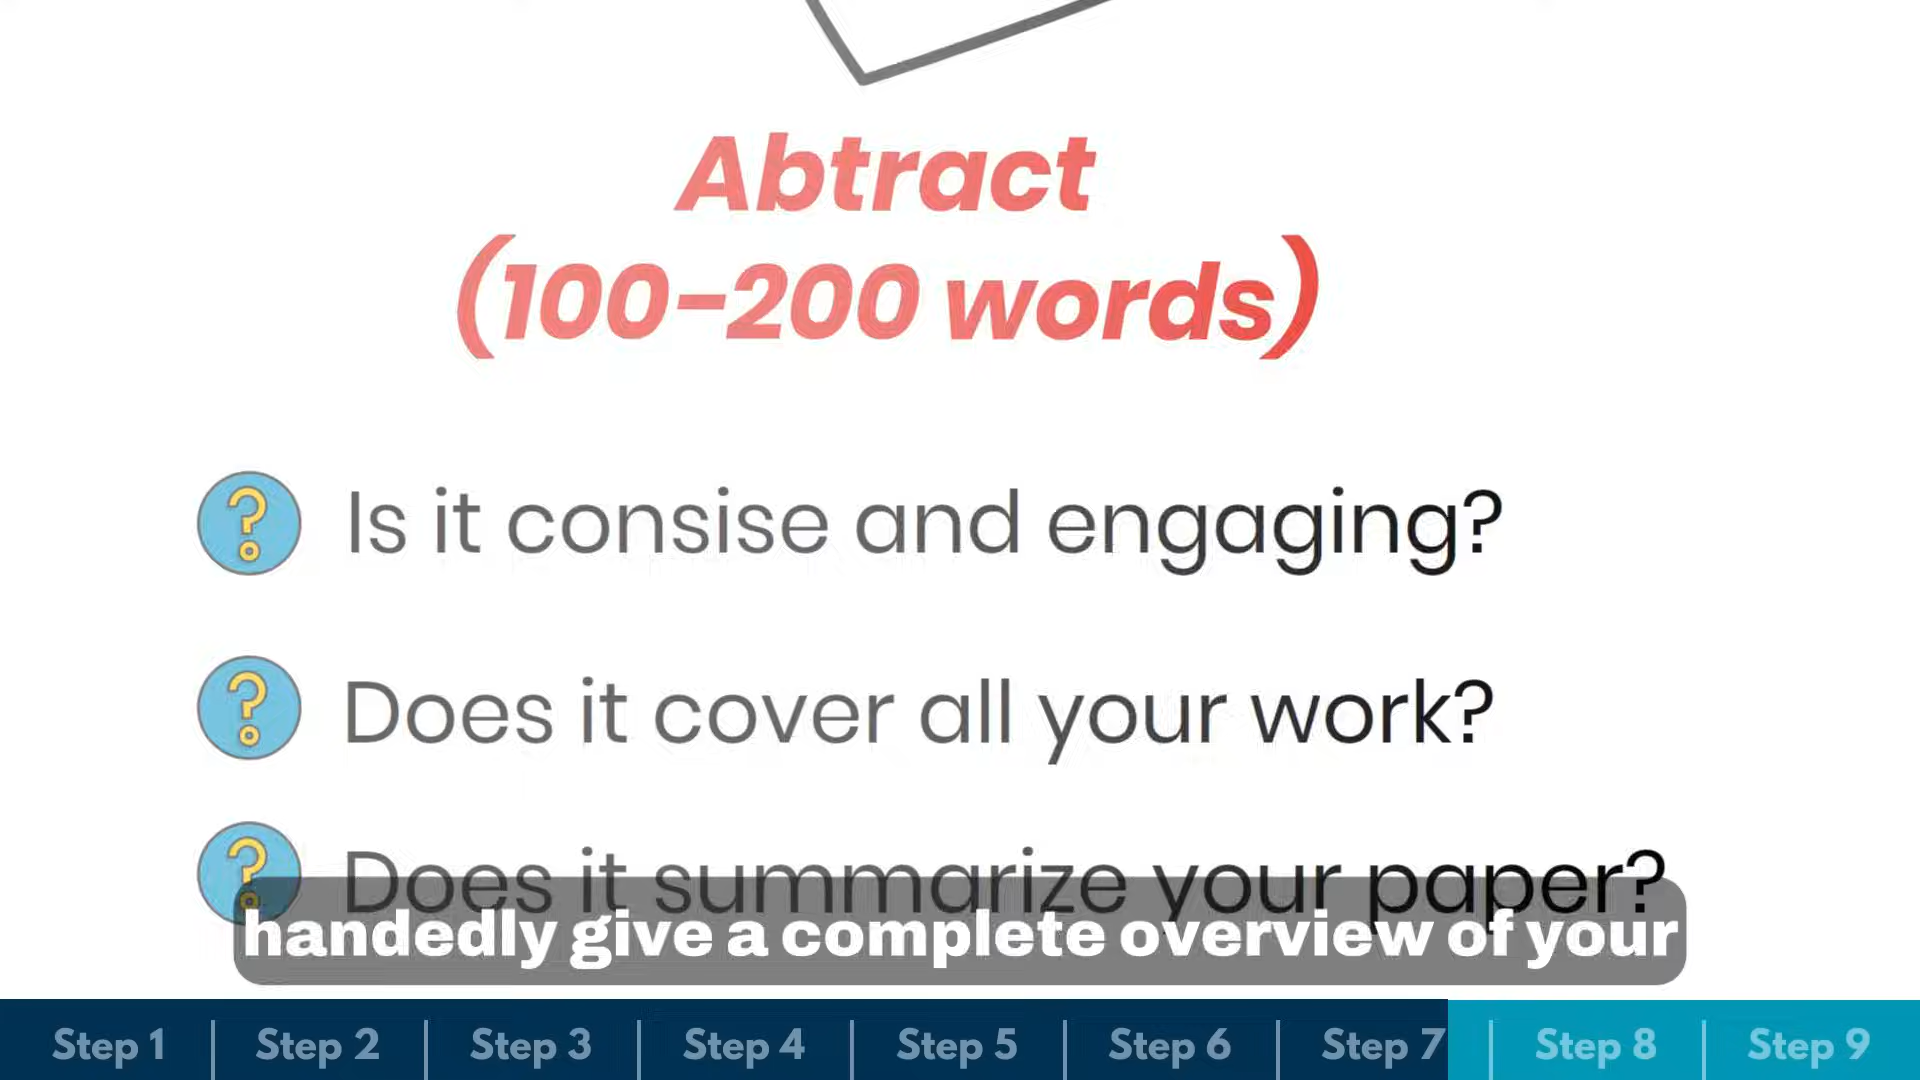 Abtract
(100-200 words)
Is it consise and engaging?
Does it cover all your work?
Does it summarize your paper?
handedly give a complete overview of your
Step 1
Step 2
Step 3
Step 4
Step 5
Step 6
Step 7
Step 8
Step 9